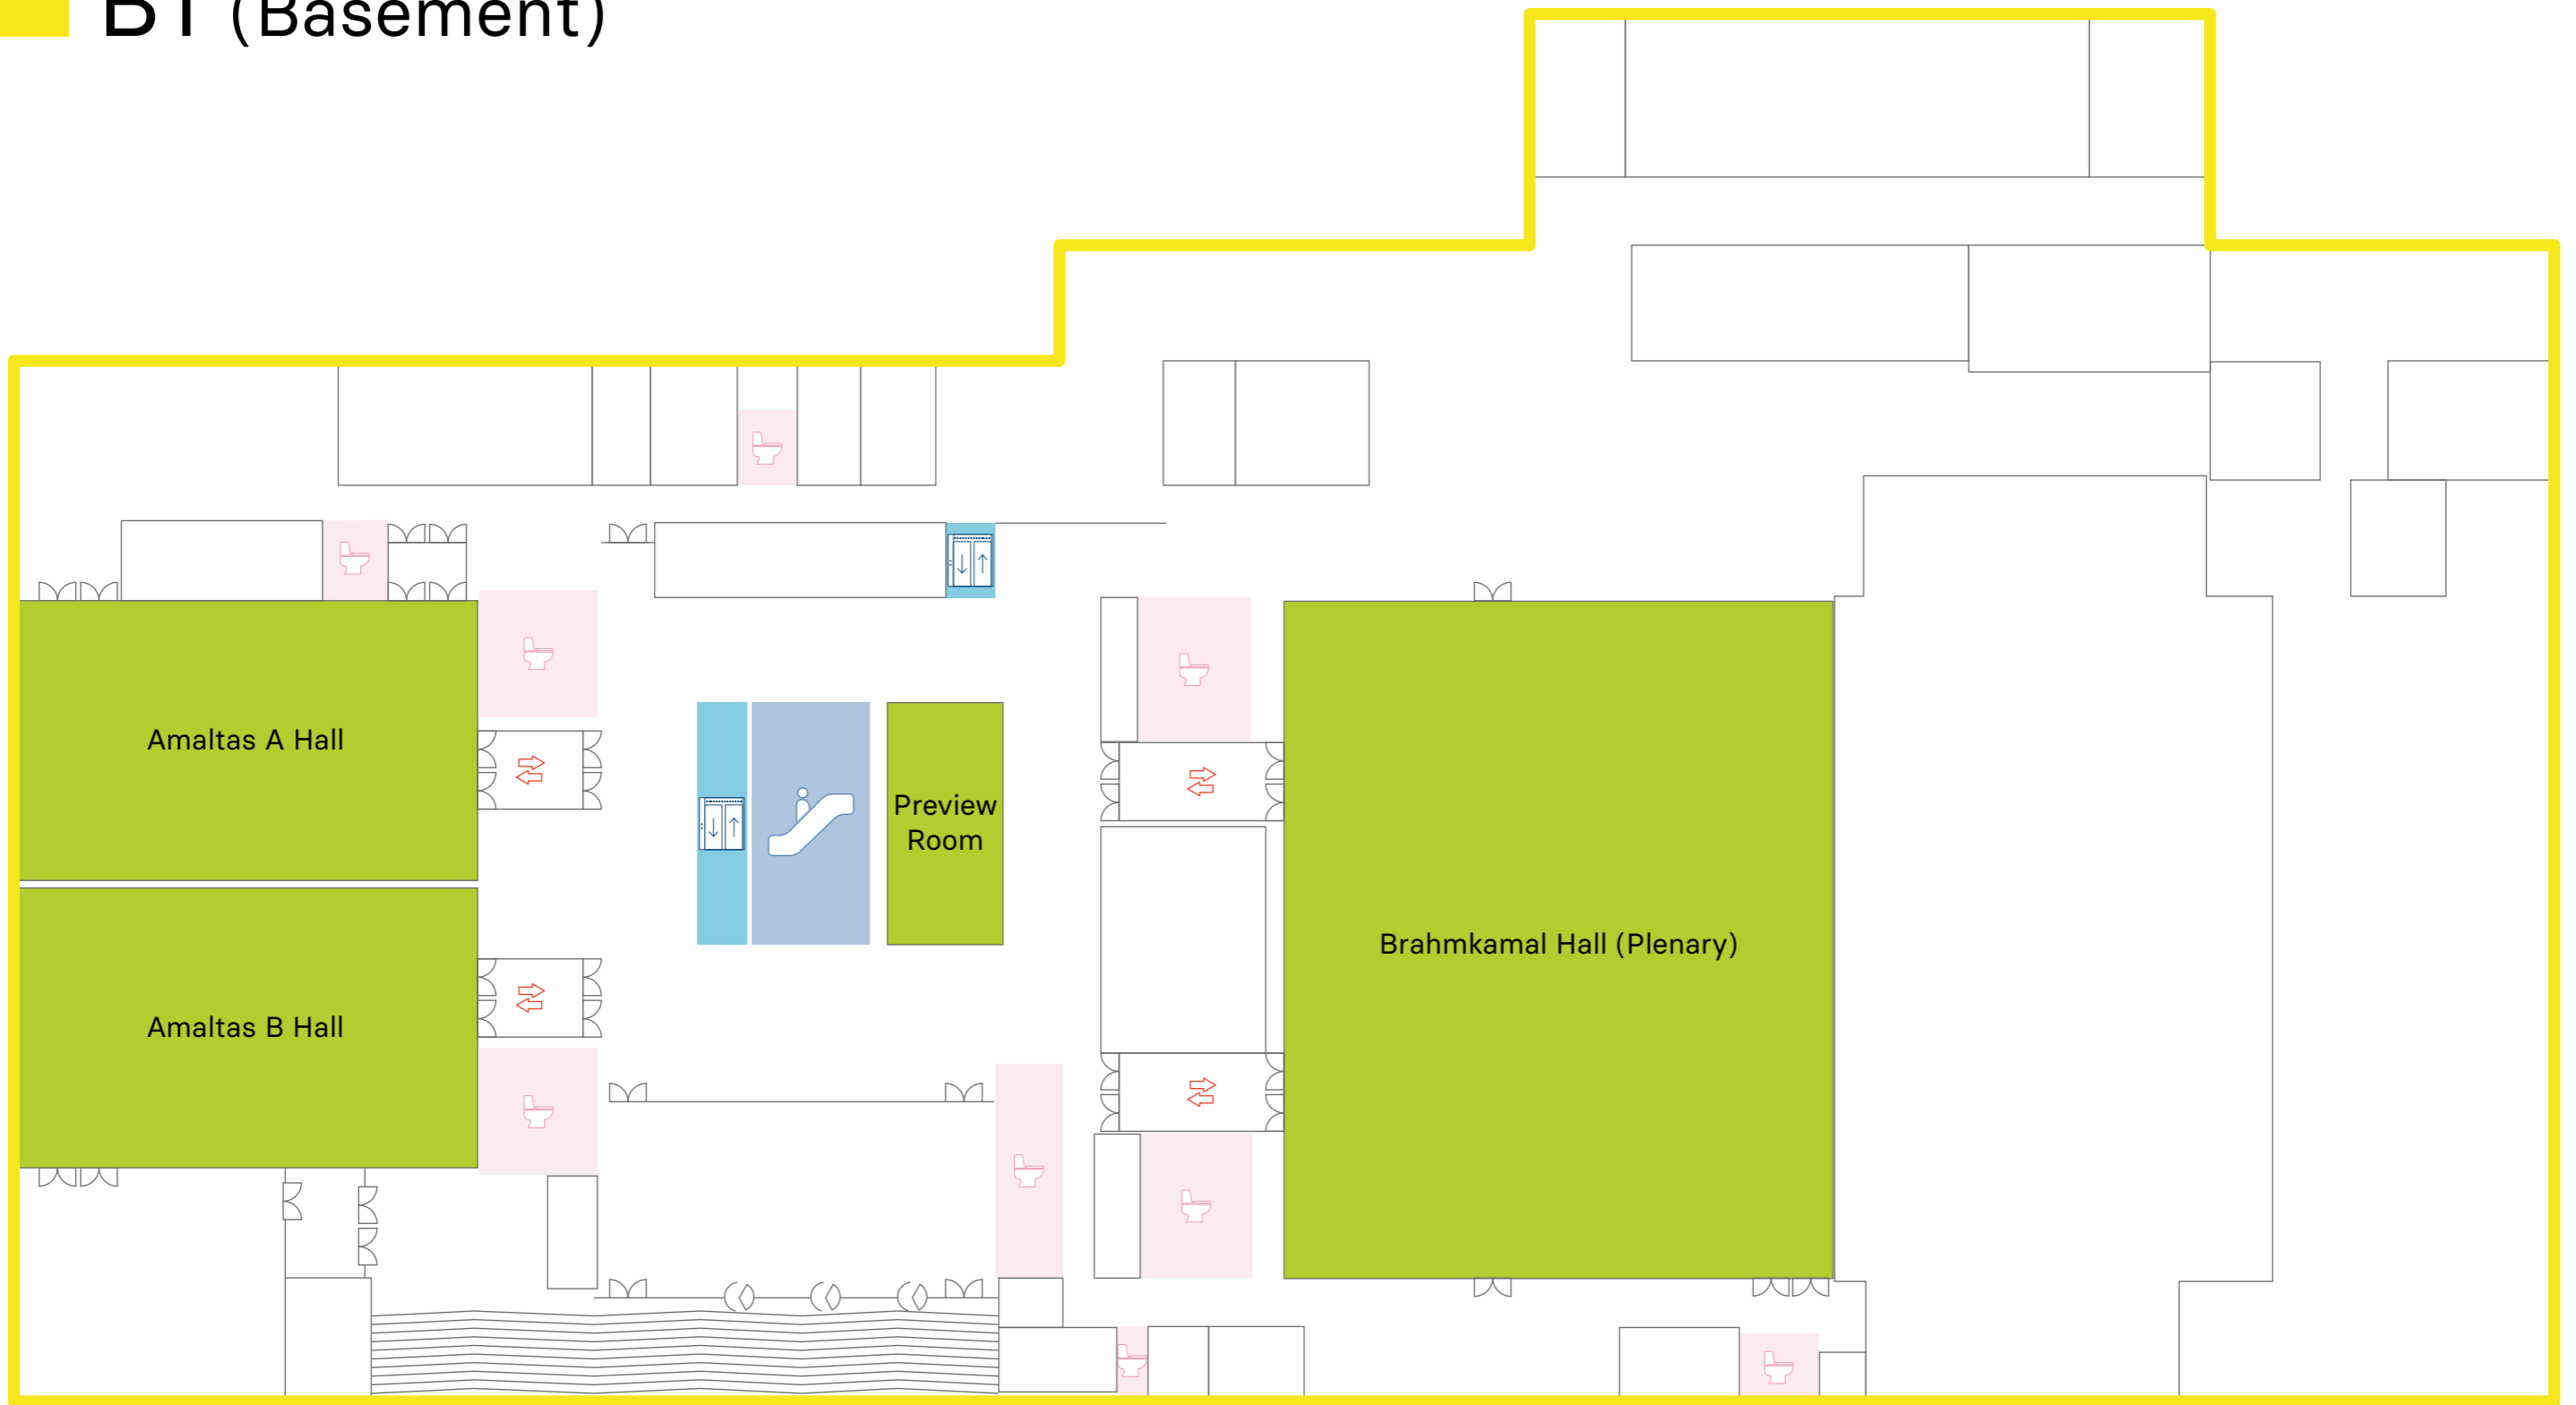 B1 (Basement)
Amaltas A Hall
Preview
Room
Brahmkamal Hall (Plenary)
Amaltas B Hall